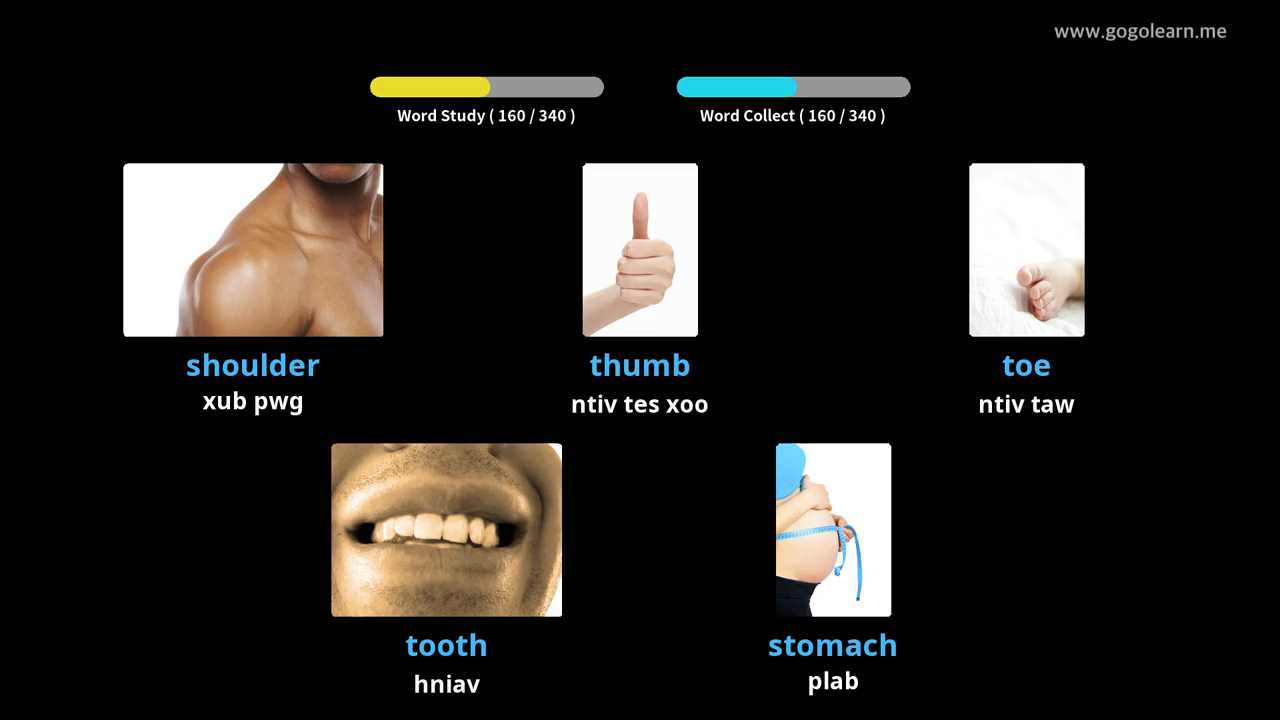 www.gogolearn.me
Word Study ( 160 / 340 )
Word Collect ( 160 / 340 )
shoulder
xub pwg
thumb
ntiv tes xoo
toe
ntiv taw
tooth
hniav
stomach
plab